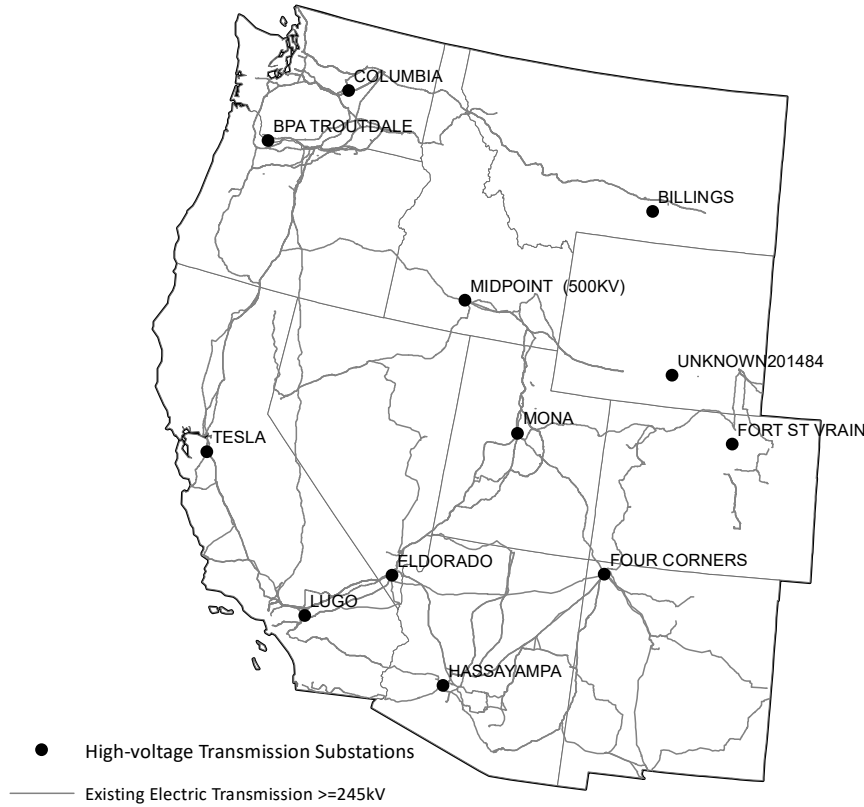 COLUMBIA
BPA TROUTDALE
BILLINGS
MIDPOINT (500KV)
UNKNOWN201484
MONA
FORT ST VRAIN
TESLA
ELDORADO
FOUR CORNERS
LUGO
HASSAYAMPA
High-voltage Transmission Substations
Existing Electric Transmission >=245kV